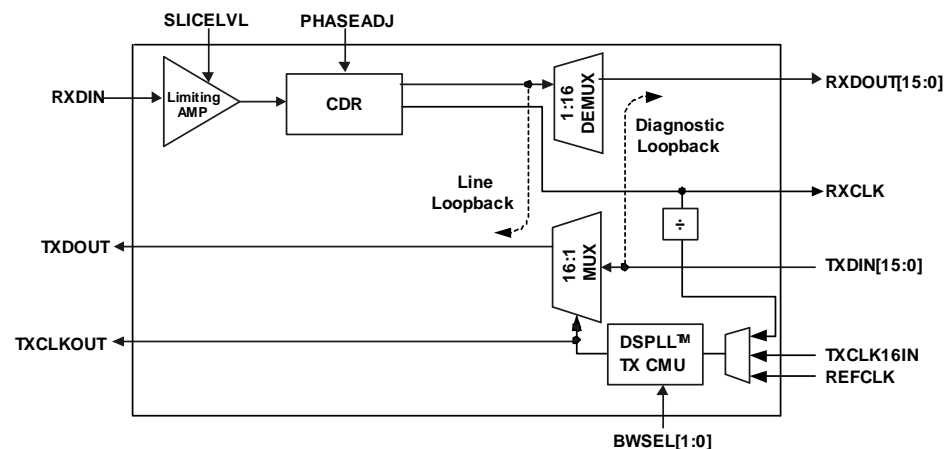 SLICELVL
PHASEADJ
RXDIN
Limiting
AMP
CDR
1:16
DEMUX
RXDOUT[15:0]
Diagnostic
Loopback
Line
Loopback
RXCLK
÷
TXDOUT
16:1
MUX
TXDIN[15:0]
TXCLKOUT
DSPLL™
TX CMU
TXCLK16IN
REFCLK
BWSEL[1:0]